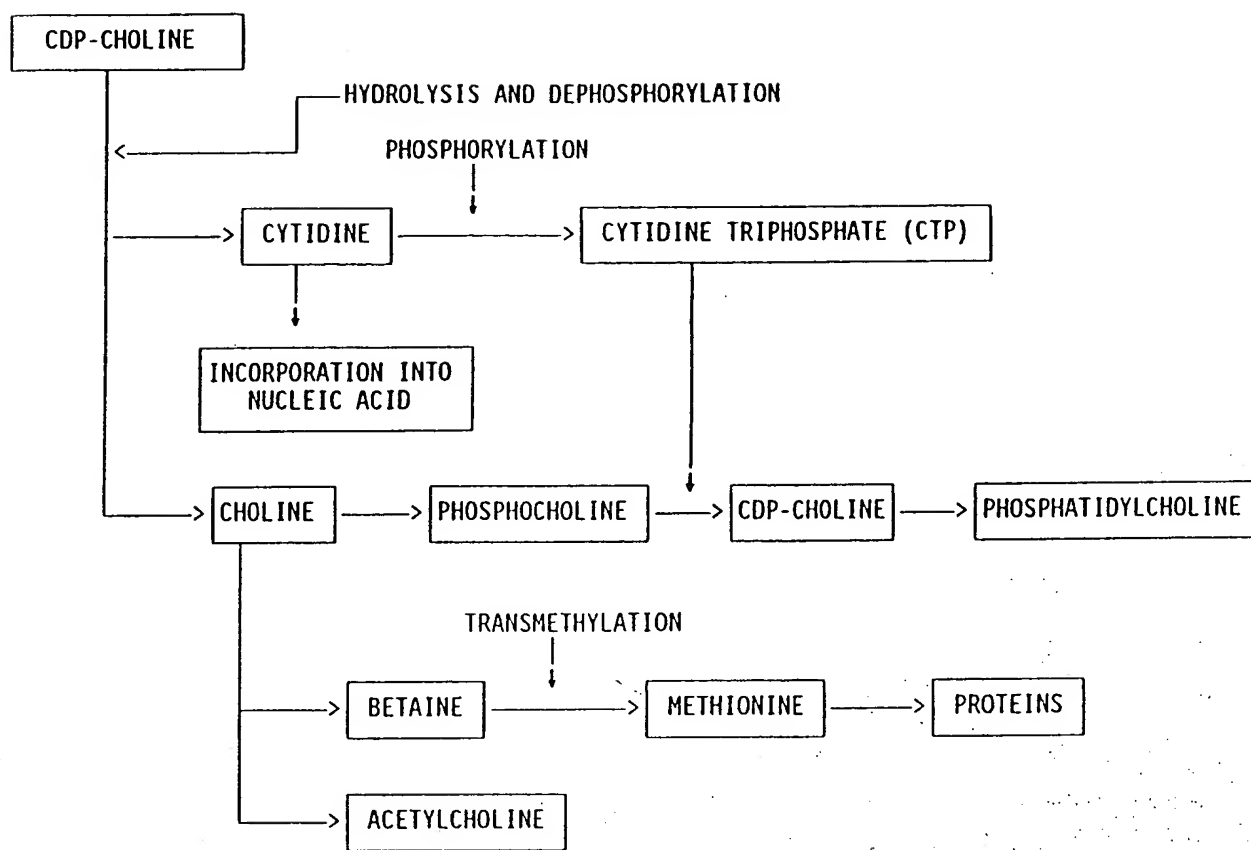 CDP-CHOLINE
HYDROLYSIS AND DEPHOSPHORYLATION
PHOSPHORYLATION
CYTIDINE
CYTIDINE TRIPHOSPHATE (CTP)
INCORPORATION INTO
NUCLEIC ACID
CHOLINE
PHOSPHOCHOLINE
CDP-CHOLINE
PHOSPHATIDYLCHOLINE
TRANSMETHYLATION
BETAINE
METHIONINE
PROTEINS
ACETYLCHOLINE